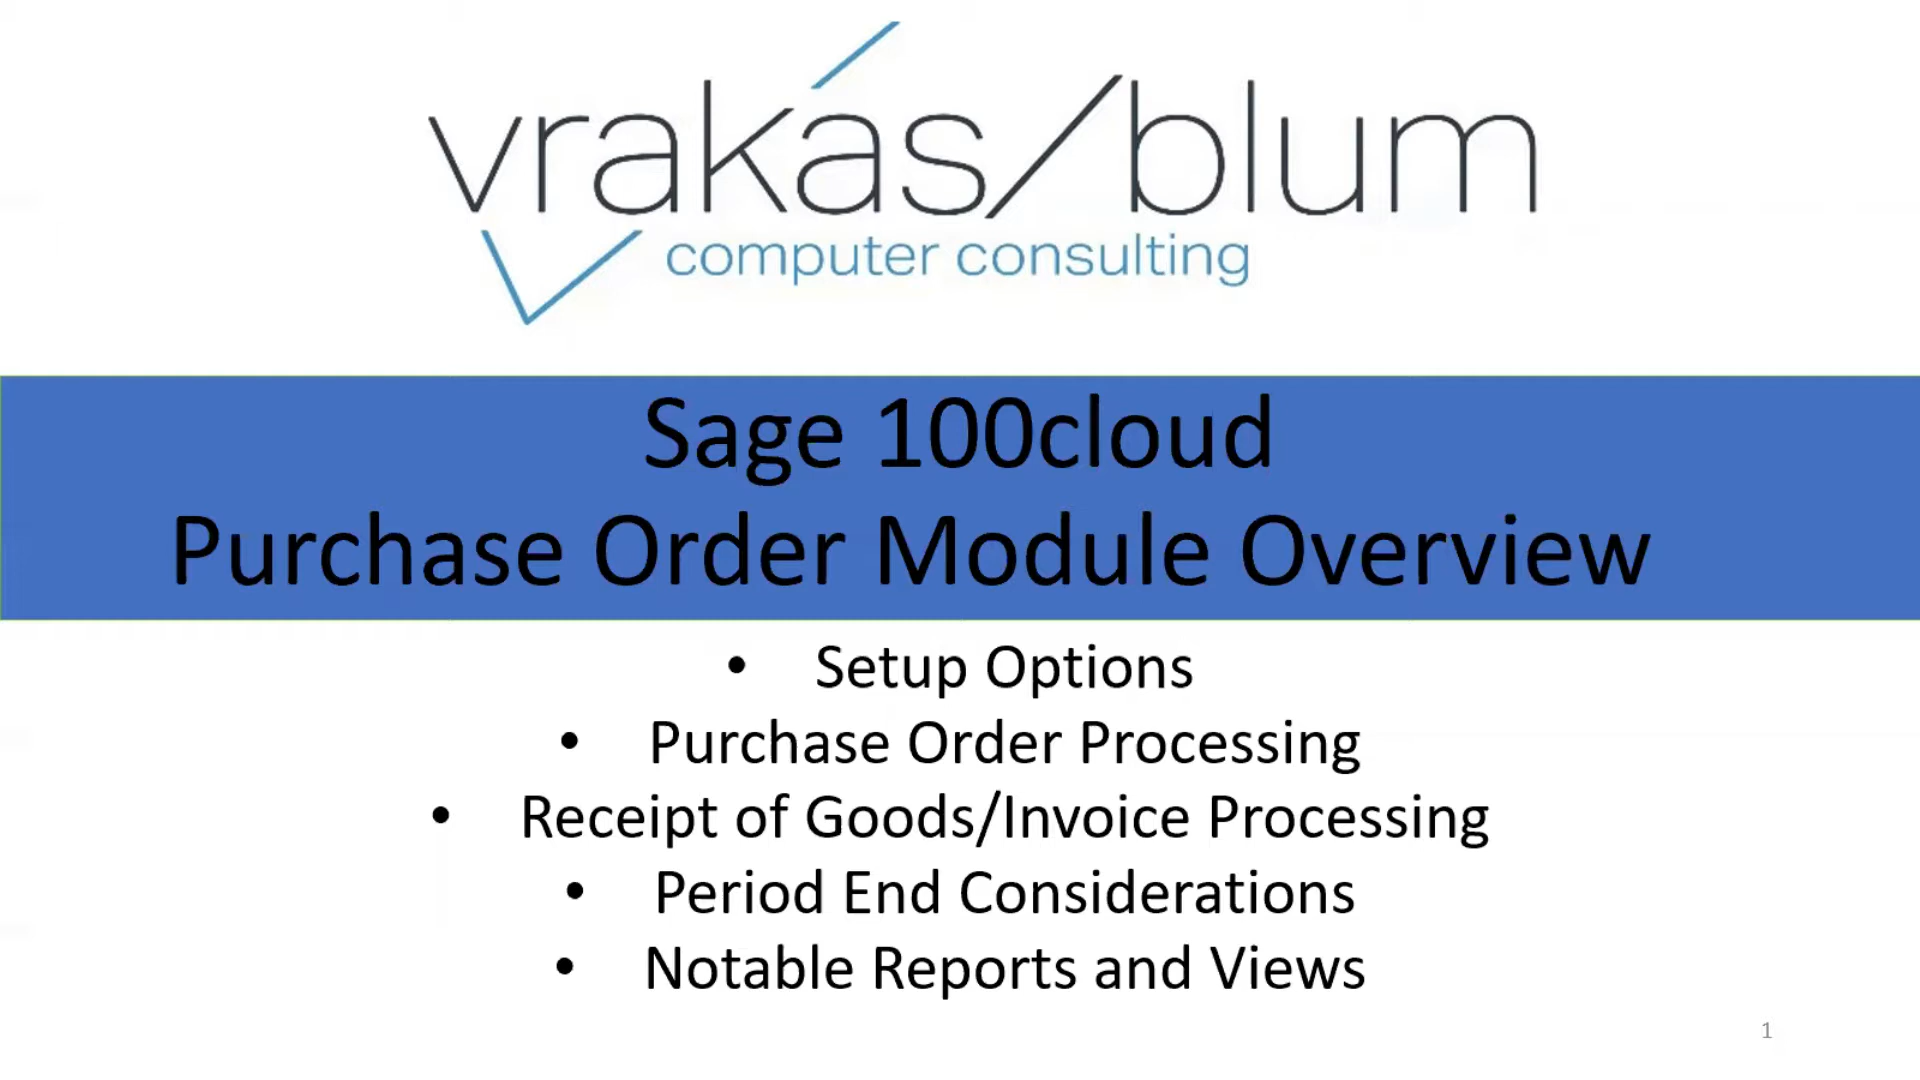 vrakás/blum
computer consulting
Sage 100cloud
Purchase Order Module Overview
• Setup Options
• Purchase Order Processing
• Receipt of Goods/Invoice Processing
• Period End Considerations
• Notable Reports and Views
1